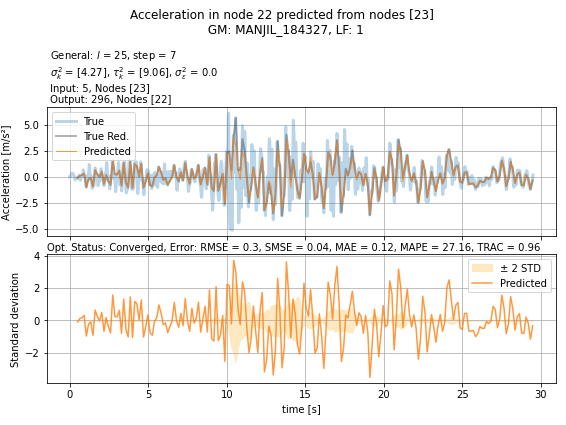 Acceleration in node 22 predicted from nodes [23]
GM: MANJIL_184327, LF: 1
General: l = 25, step = 7
σ²ₖ = [4.27], τ²ₖ = [9.06], σ²ε = 0.0
Input: 5, Nodes [23]
Output: 296, Nodes [22]
Acceleration [m/s²]
5.0
2.5
0.0
−2.5
−5.0
True
True Red.
Predicted
Opt. Status: Converged, Error: RMSE = 0.3, SMSE = 0.04, MAE = 0.12, MAPE = 27.16, TRAC = 0.96
Standard deviation
4
2
0
−2
± 2 STD
Predicted
0 5 10 15 20 25 30
time [s]